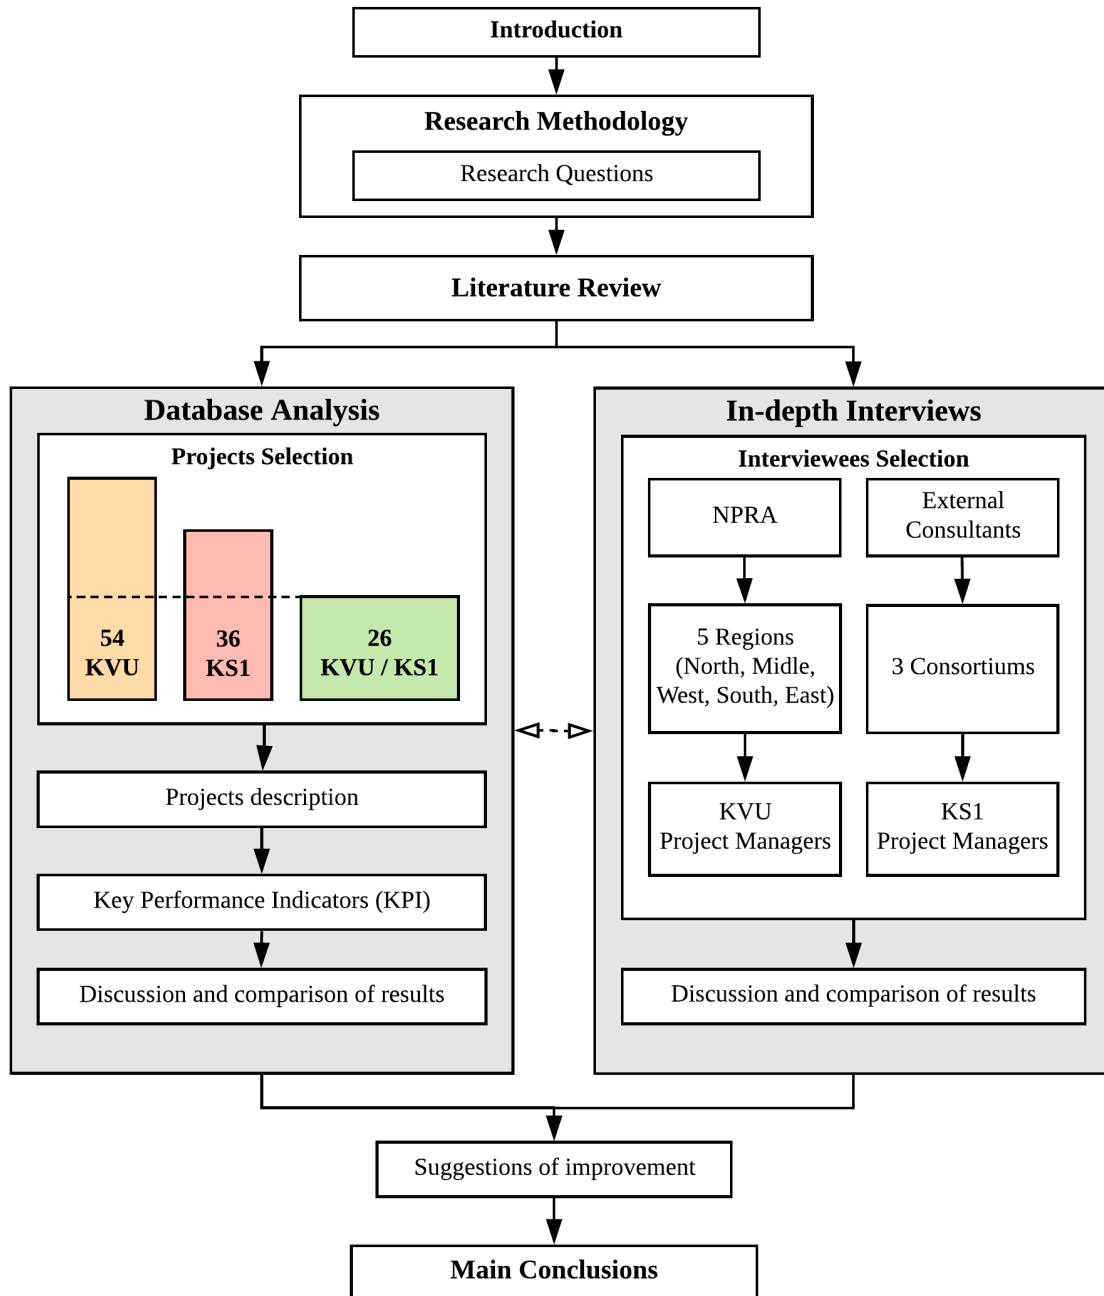 Introduction
Research Methodology
Research Questions
Literature Review
Database Analysis
Projects Selection
54
KVU
36
KS1
26
KVU / KS1
Projects description
Key Performance Indicators (KPI)
Discussion and comparison of results
In-depth Interviews
Interviewees Selection
NPRA
5 Regions
(North, Midle,
West, South, East)
KVU
Project Managers
External
Consultants
3 Consortiums
KS1
Project Managers
Discussion and comparison of results
Suggestions of improvement
Main Conclusions